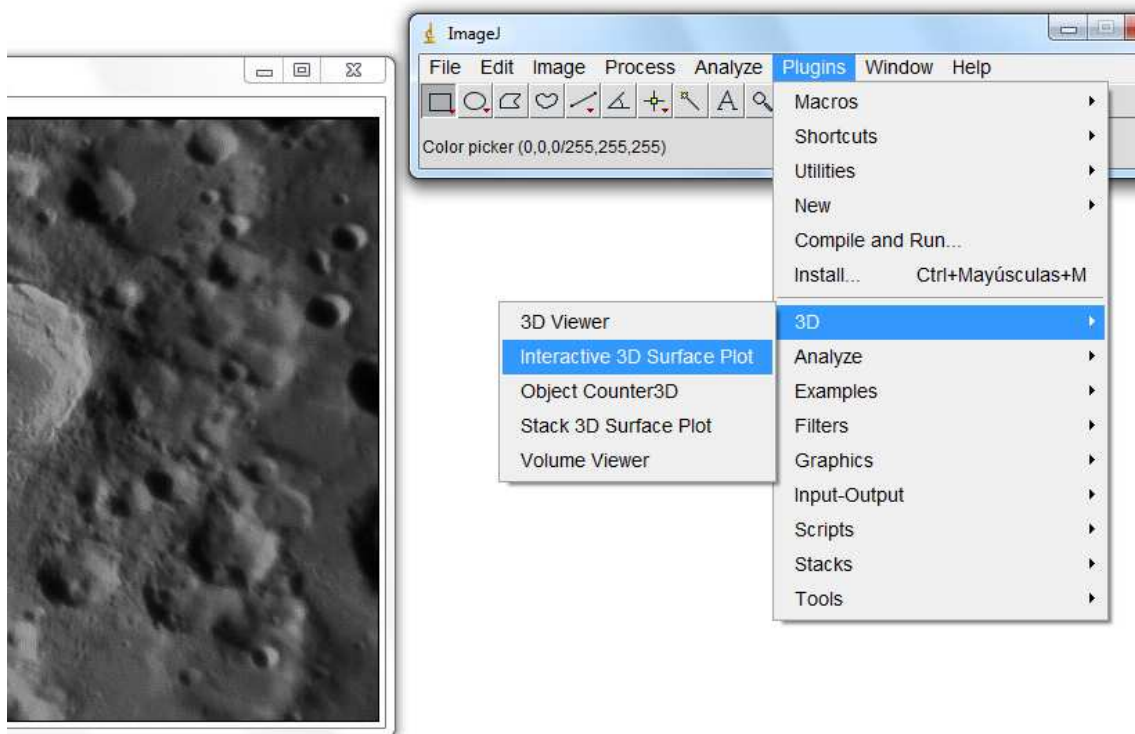 ImageJ
File Edit Image Process Analyze Plugins Window Help
A
Color picker (0,0,0/255,255,255)
Macros
Shortcuts
Utilities
New
Compile and Run...
Install... Ctrl+Mayúsculas+M
3D
Analyze
Examples
Filters
Graphics
Input-Output
Scripts
Stacks
Tools
3D Viewer
Interactive 3D Surface Plot
Object Counter3D
Stack 3D Surface Plot
Volume Viewer